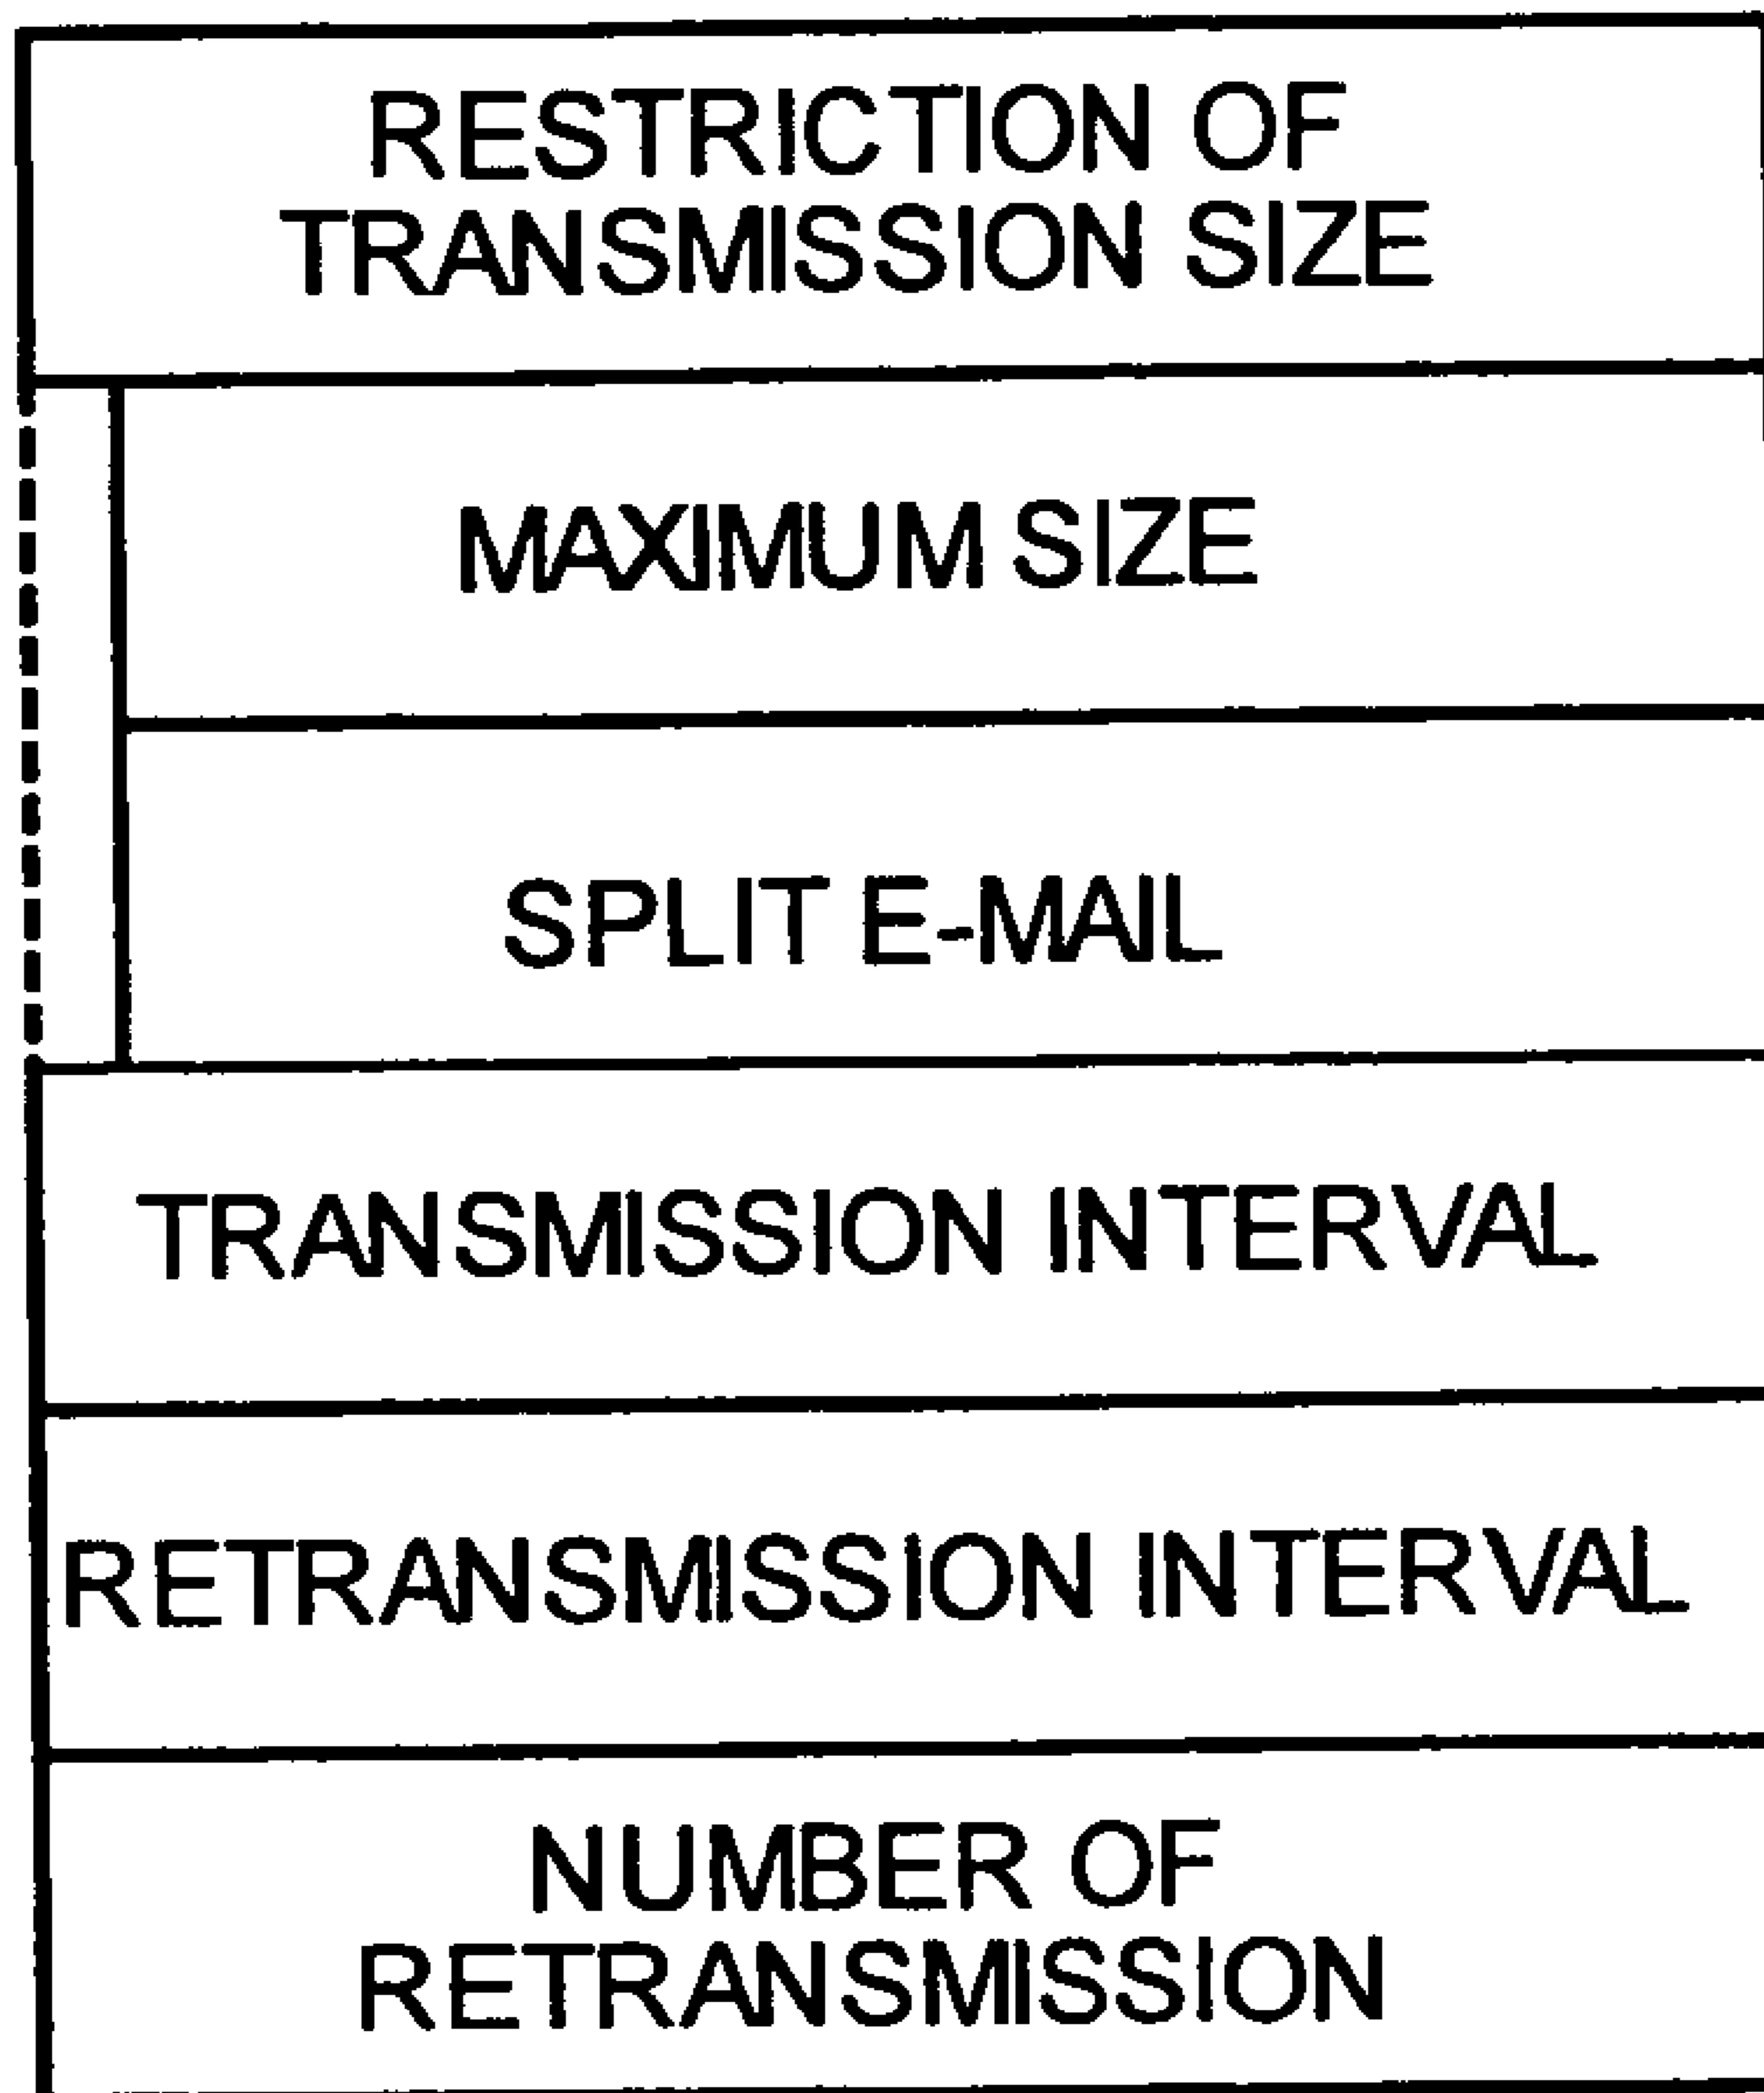 RESTRICTION OF
TRANSMISSION SIZE
MAXIMUM SIZE
SPLIT E-MAIL
TRANSMISSION INTERVAL
RETRANSMISSION INTERVAL
NUMBER OF
RETRANSMISSION